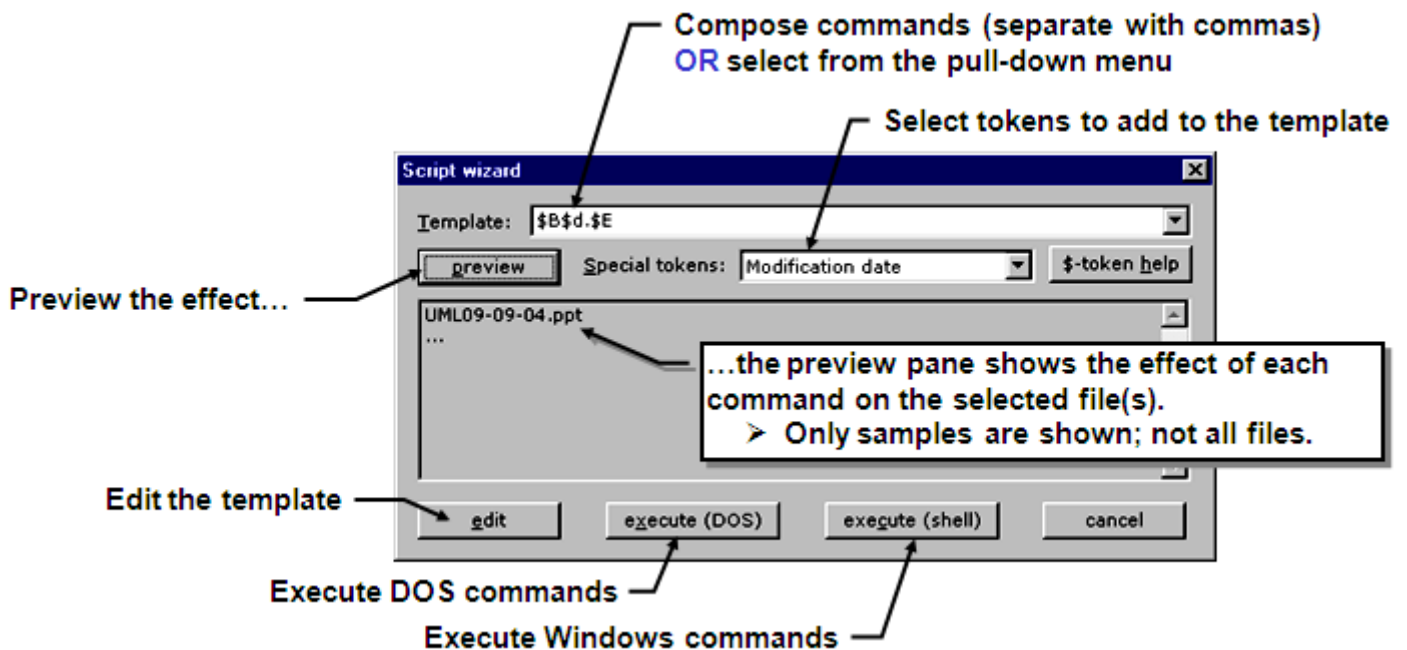 Compose commands (separate with commas)
OR select from the pull-down menu
Select tokens to add to the template
Script wizard
Template: $B$d.$E
preview Special tokens: Modification date $-token help
Preview the effect...
UML09-09-04.ppt
...
...the preview pane shows the effect of each
command on the selected file(s).
➢ Only samples are shown; not all files.
Edit the template
edit execute (DOS) execute (shell) cancel
Execute DOS commands
Execute Windows commands